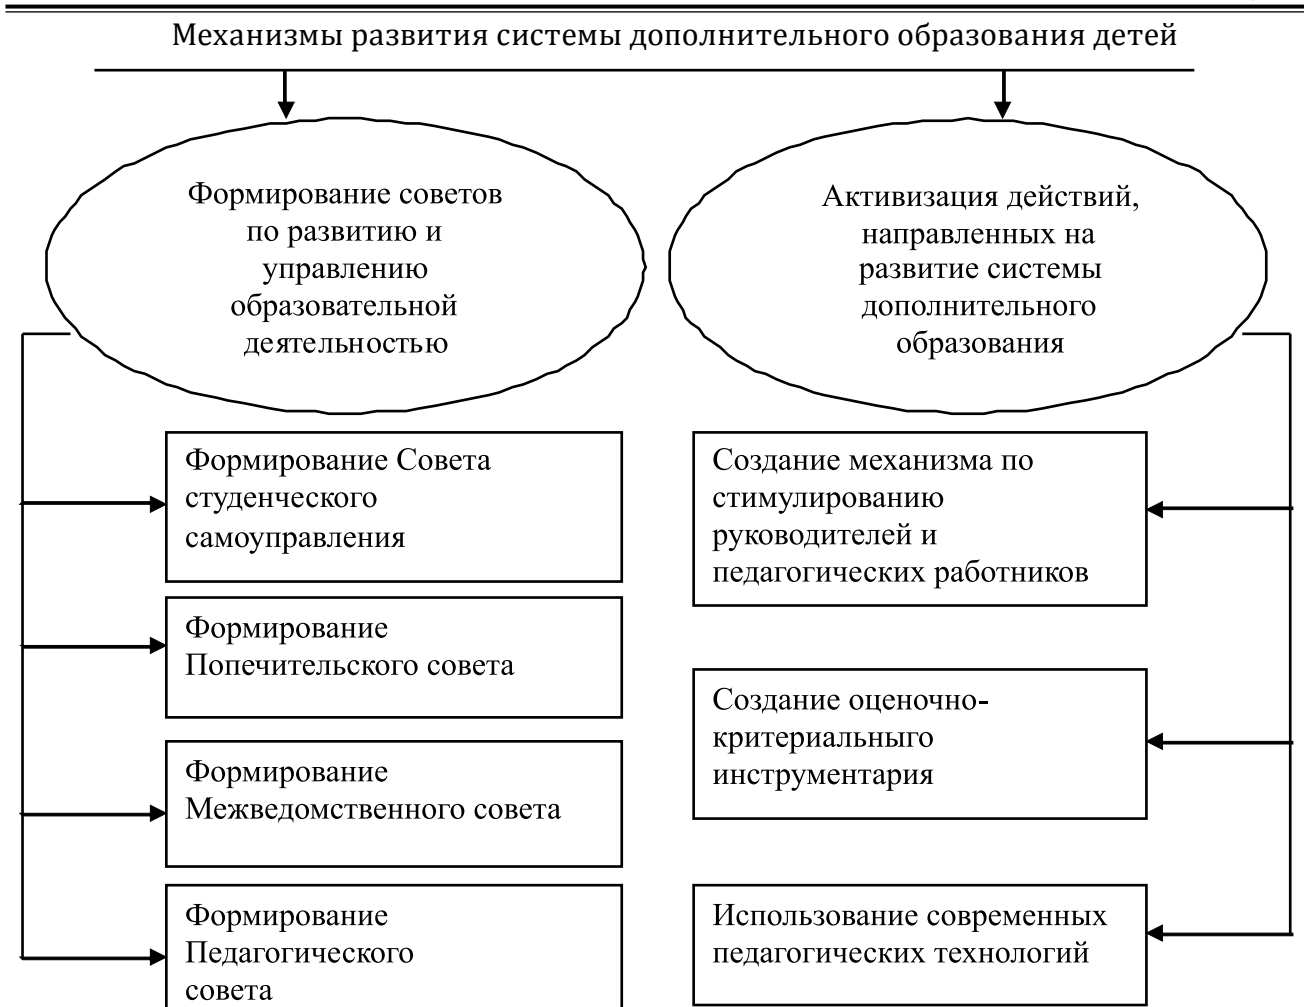 Механизмы развития системы дополнительного образования детей
Формирование советов
по развитию и
управлению
образовательной
деятельностью
Активизация действий,
направленных на
развитие системы
дополнительного
образования
Формирование Совета
студенческого
самоуправления
Формирование
Попечительского совета
Формирование
Межведомственного совета
Формирование
Педагогического
совета
Создание механизма по
стимулированию
руководителей и
педагогических работников
Создание оценочно-
критериальныго
инструментария
Использование современных
педагогических технологий